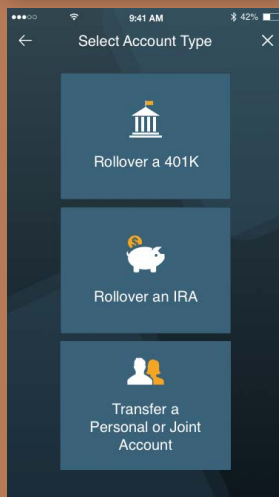 9:41 AM
42%
Select Account Type
Rollover a 401K
$
Rollover an IRA
Transfer a
Personal or Joint
Account